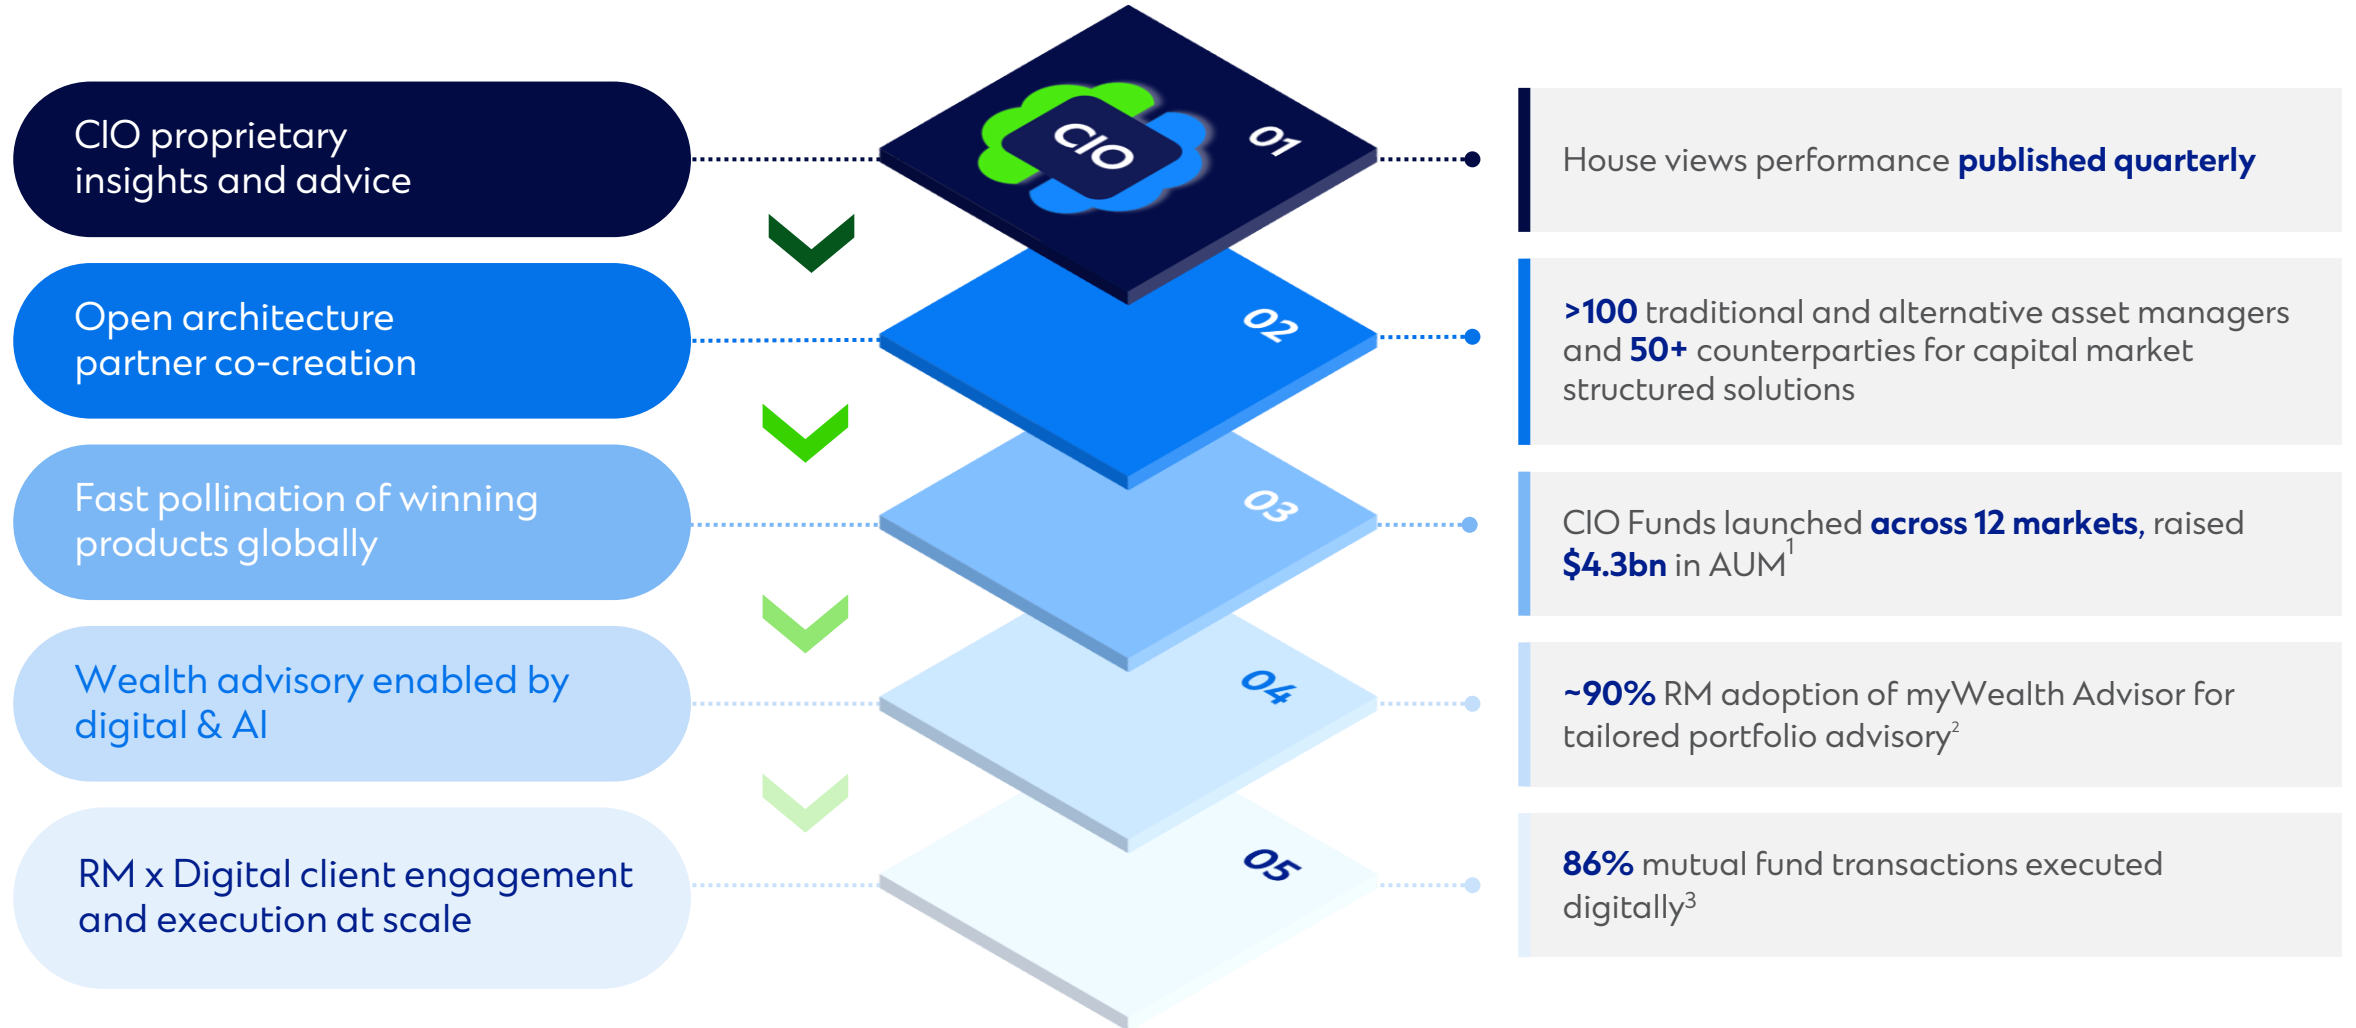 CIO proprietary
insights and advice
CIO
01
House views performance published quarterly
Open architecture
partner co-creation
02
>100 traditional and alternative asset managers
and 50+ counterparties for capital market
structured solutions
Fast pollination of winning
products globally
03
CIO Funds launched across 12 markets, raised
$4.3bn in AUM¹
Wealth advisory enabled by
digital & AI
04
~90% RM adoption of myWealth Advisor for
tailored portfolio advisory²
RM x Digital client engagement
and execution at scale
05
86% mutual fund transactions executed
digitally³